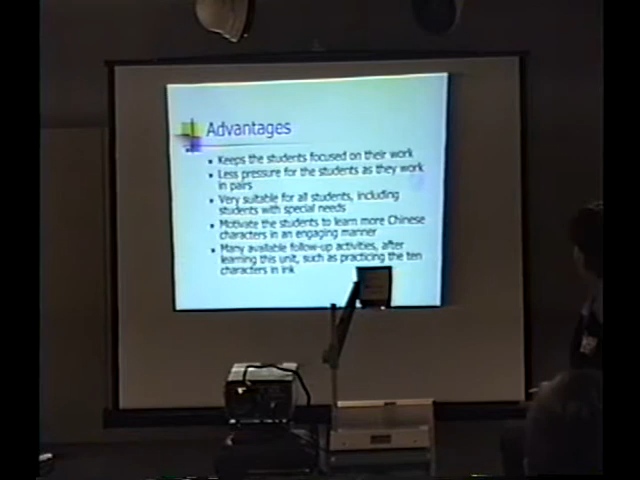 Advantages
Keeps the students focused on their work
Less pressure for the students as they work
in pairs
Very suitable for all students, including
students with special needs
Motivate the students to learn more Chinese
characters in an engaging manner
Many available follow-up activities, after
learning this unit, such as practicing the ten
characters in ink